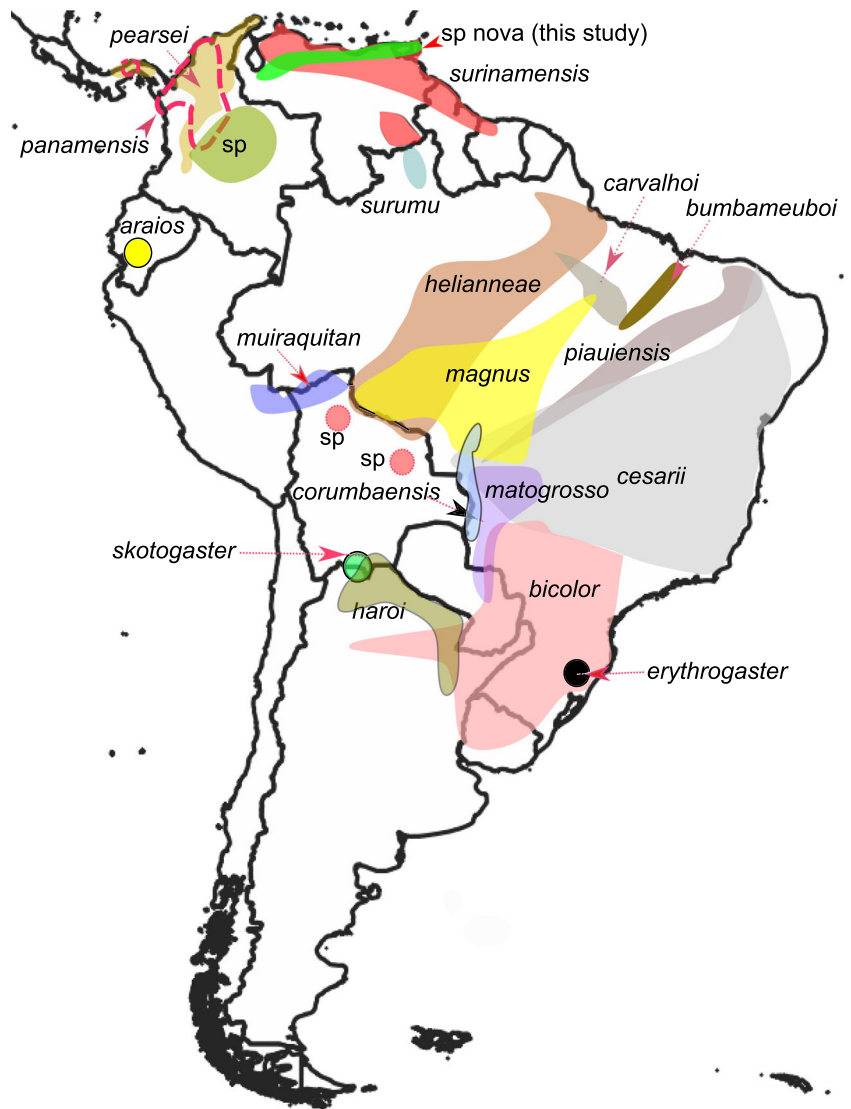 sp nova (this study)
pearsei
surinamensis
panamensis
sp
carvalhoi
surumu
bumbameuboi
araios
helianneae
muiraquitan
piauiensis
magnus
sp
sp
cesarii
corumbaensis
matogrosso
skotogaster
bicolor
haroi
erythrogaster